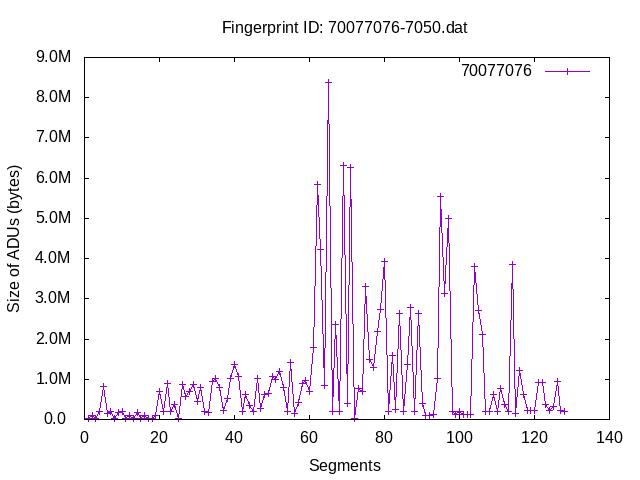 Fingerprint ID: 70077076-7050.dat
70077076
9.0M
8.0M
7.0M
6.0M
5.0M
4.0M
3.0M
2.0M
1.0M
0.0
Size of ADUs (bytes)
0 20 40 60 80 100 120 140
Segments